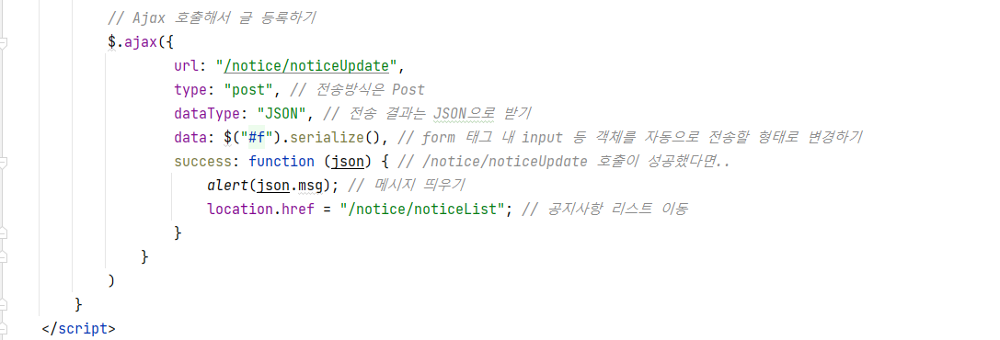 // Ajax 호출해서 글 등록하기
$.ajax({
url: "/notice/noticeUpdate",
type: "post", // 전송방식은 Post
dataType: "JSON", // 전송 결과는 JSON으로 받기
data: $("#f").serialize(), // form 태그 내 input 등 객체를 자동으로 전송할 형태로 변경하기
success: function (json) { // /notice/noticeUpdate 호출이 성공했다면..
alert(json.msg); // 메시지 띄우기
location.href = "/notice/noticeList"; // 공지사항 리스트 이동
}
}
)
}
</script>